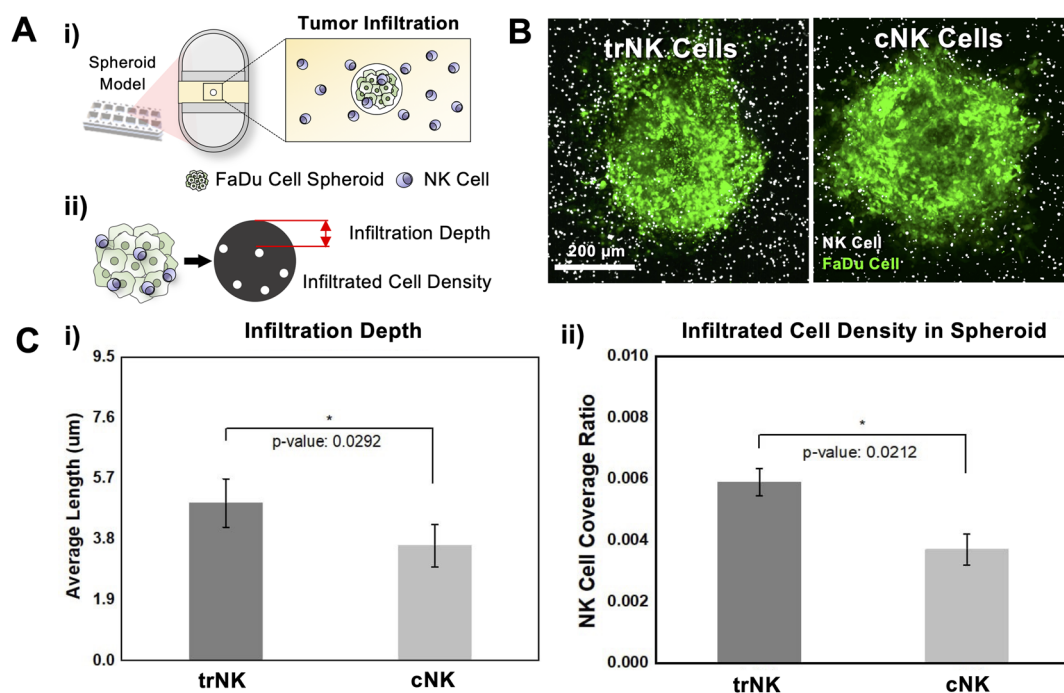 A
i)
Tumor Infiltration
Spheroid
Model
FaDu Cell Spheroid
NK Cell
ii)
Infiltration
Depth
Infiltrated Cell Density
B
trNK Cells
cNK Cells
200 µm
NK Cell
FaDu Cell
C
i)
Infiltration Depth
Average Length (um)
9.5
7.6
5.7
3.8
1.9
0.0
*
p-value: 0.0292
trNK
cNK
ii)
Infiltrated Cell Density in Spheroid
NK Cell Coverage Ratio
0.010
0.008
0.006
0.004
0.002
0.000
*
p-value: 0.0212
trNK
cNK